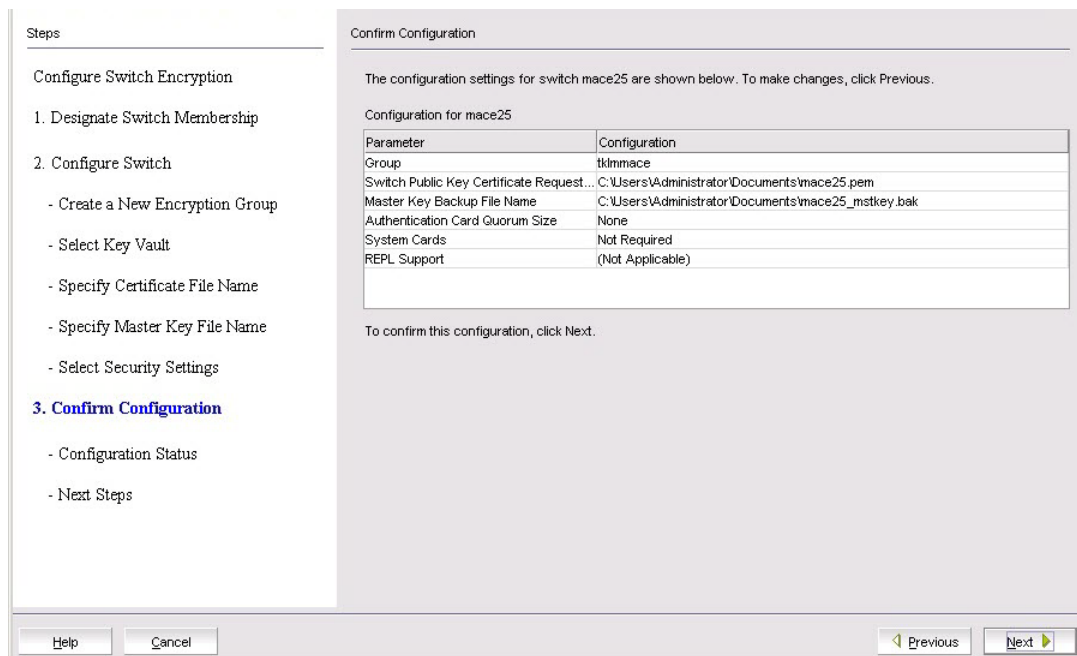 Steps
Configure Switch Encryption
1. Designate Switch Membership
2. Configure Switch
- Create a New Encryption Group
- Select Key Vault
- Specify Certificate File Name
- Specify Master Key File Name
- Select Security Settings
3. Confirm Configuration
- Configuration Status
- Next Steps
Confirm Configuration
The configuration settings for switch mace25 are shown below. To make changes, click Previous.
Configuration for mace25
Parameter Configuration
Group tklmmace
Switch Public Key Certificate Request... C:\Users\Administrator\Documents\mace25.pem
Master Key Backup File Name C:\Users\Administrator\Documents\mace25_mstkey.bak
Authentication Card Quorum Size None
System Cards Not Required
REPL Support (Not Applicable)
To confirm this configuration, click Next.
Help Cancel Previous Next